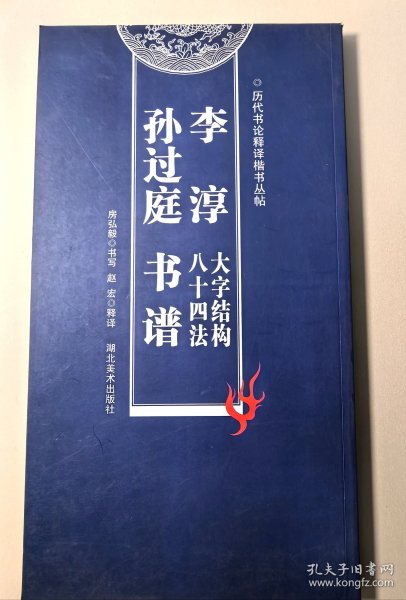 ◎历代书论释译楷书丛帖
李淳
大字结构
八十四法
孙过庭 书谱
房弘毅◎书写 赵宏◎释译 湖北美术出版社
孔夫子旧书网
www.kongfz.com